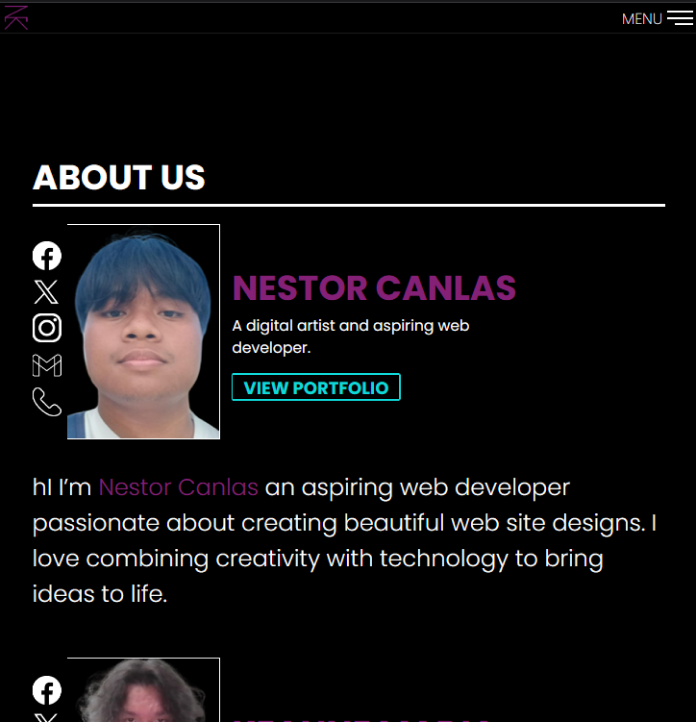 MENU
ABOUT US
NESTOR CANLAS
A digital artist and aspiring web
developer.
VIEW PORTFOLIO
hI I’m Nestor Canlas an aspiring web developer
passionate about creating beautiful web site designs. I
love combining creativity with technology to bring
ideas to life.